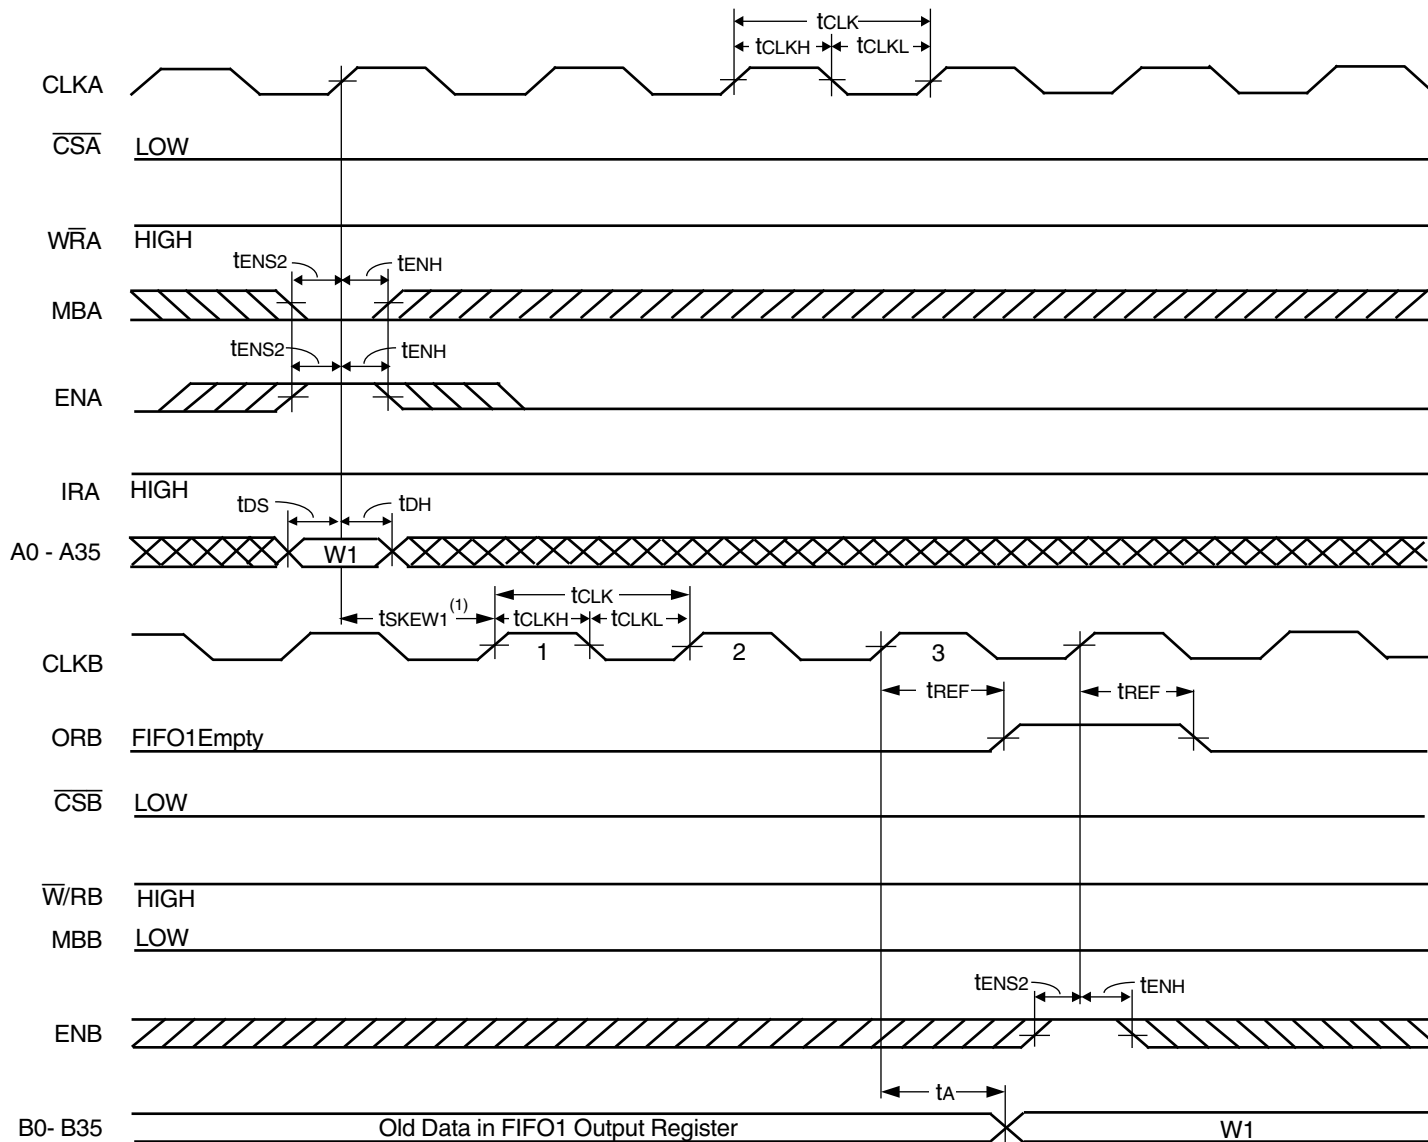 tCLK
tCLKH tCLKL
CLKA
CSA LOW
WRA HIGH
tENS2 tENH
MBA
tENS2 tENH
ENA
IRA HIGH
tDS tDH
A0 - A35 W1
tCLK
tSKEW1(1) tCLKH tCLKL
CLKB 1 2 3
tREF tREF
ORB FIFO1Empty
CSB LOW
W/RB HIGH
MBB LOW
tENS2 tENH
ENB
tA
B0- B35 Old Data in FIFO1 Output Register W1